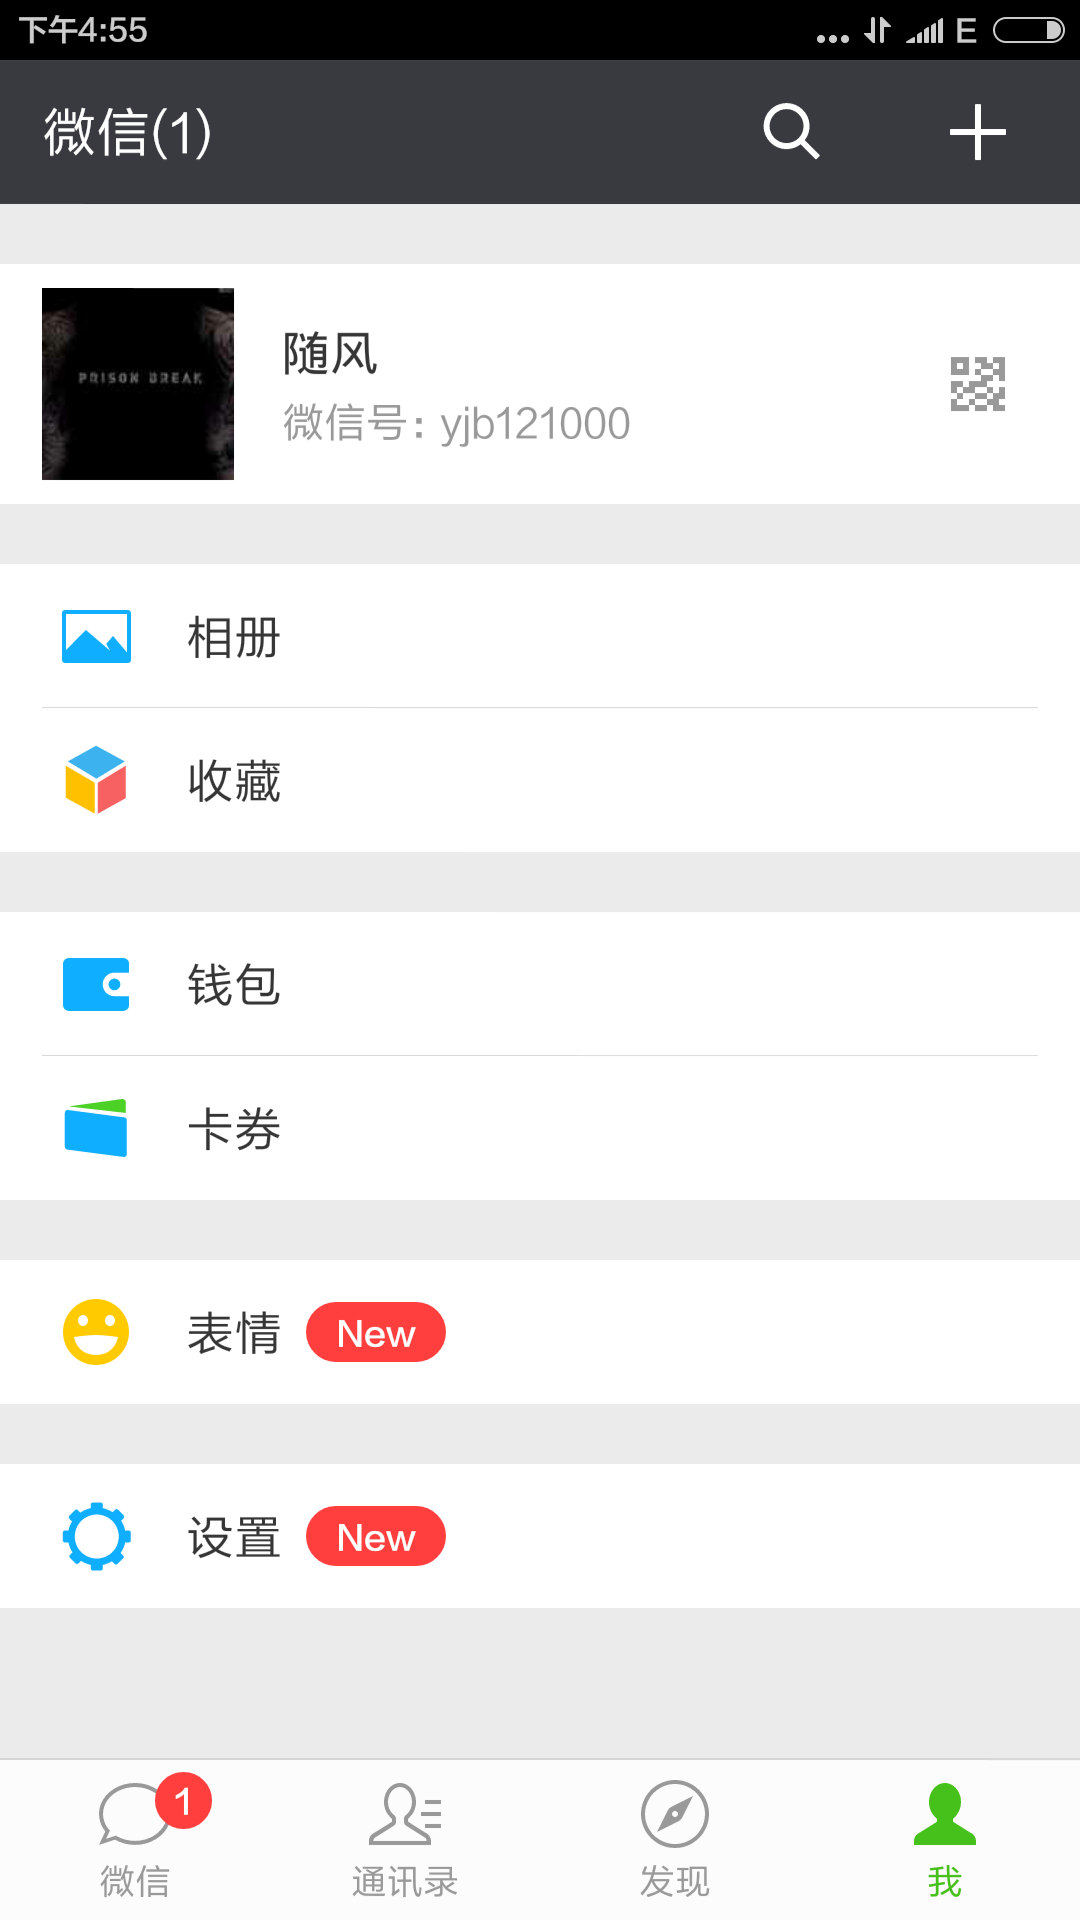 下午4:55
E
微信(1)
PRISON BREAK
随风
微信号: yjb121000
相册
收藏
钱包
卡券
表情 New
设置 New
1
微信 通讯录 发现 我